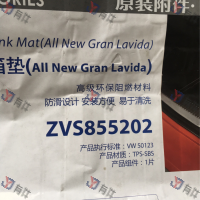 原装附件
nk Mat(All New Gran Lavida)
箱垫(All New Gran Lavida)
高级环保阻燃材料
防滑设计 安装方便 易于清洗
ZVS855202
产品执行标准: VW 50123
产品材质: TPS-SBS
产品组件: 1片